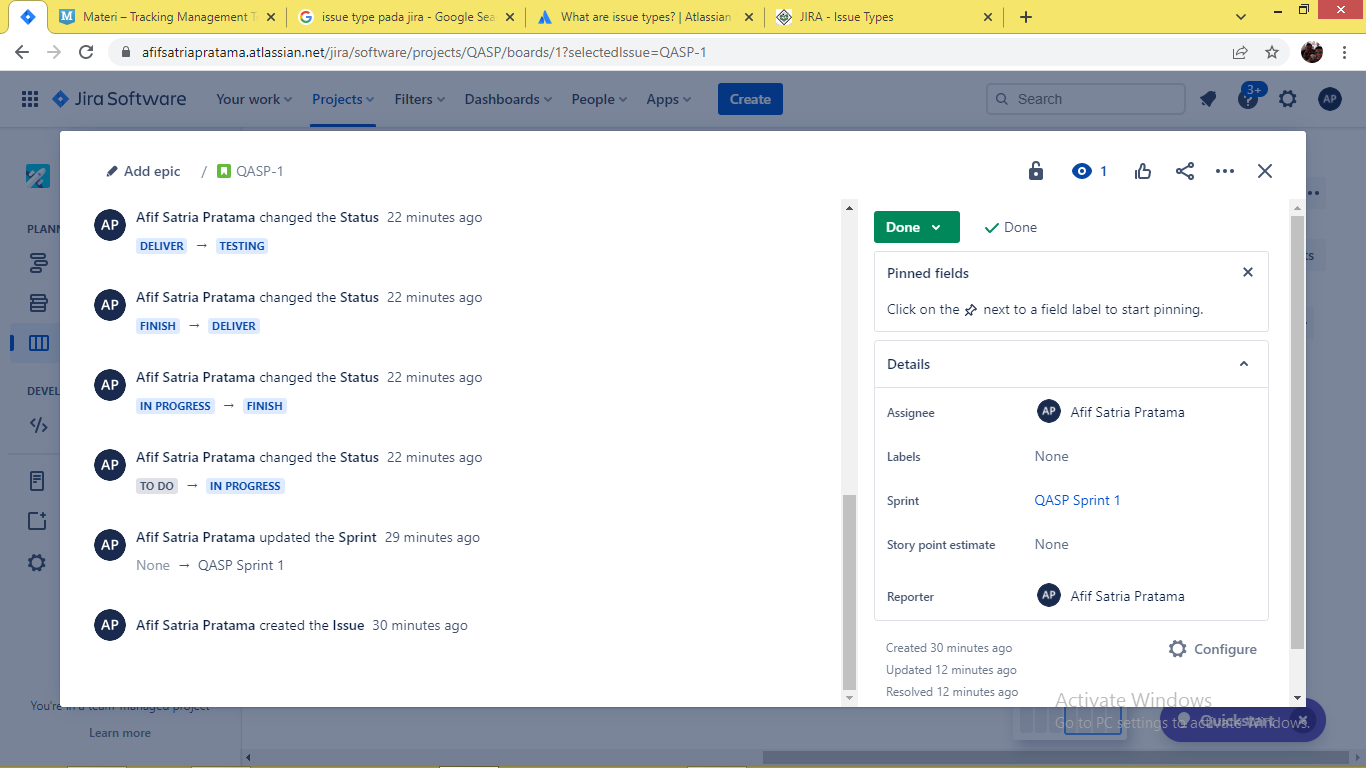 Materi – Tracking Management T
issue type pada jira - Google Sea
What are issue types? | Atlassian
JIRA - Issue Types
afifsatriapratama.atlassian.net/jira/software/projects/QASP/boards/1?selectedIssue=QASP-1
Jira Software
Your work
Projects
Filters
Dashboards
People
Apps
Create
Search
3+
AP
Add epic
/
QASP-1
1
PLANN
DEVEL
AP
Afif Satria Pratama changed the Status 22 minutes ago
DELIVER → TESTING
AP
Afif Satria Pratama changed the Status 22 minutes ago
FINISH → DELIVER
AP
Afif Satria Pratama changed the Status 22 minutes ago
IN PROGRESS → FINISH
AP
Afif Satria Pratama changed the Status 22 minutes ago
TO DO → IN PROGRESS
AP
Afif Satria Pratama updated the Sprint 29 minutes ago
None → QASP Sprint 1
AP
Afif Satria Pratama created the Issue 30 minutes ago
Done
Done
Pinned fields
Click on the next to a field label to start pinning.
Details
Assignee
AP Afif Satria Pratama
Labels
None
Sprint
QASP Sprint 1
Story point estimate
None
Reporter
AP Afif Satria Pratama
Created 30 minutes ago
Updated 12 minutes ago
Resolved 12 minutes ago
Configure
You're in a team-managed project
Learn more
Quickstart
Activate Windows
Go to PC settings to activate Windows.